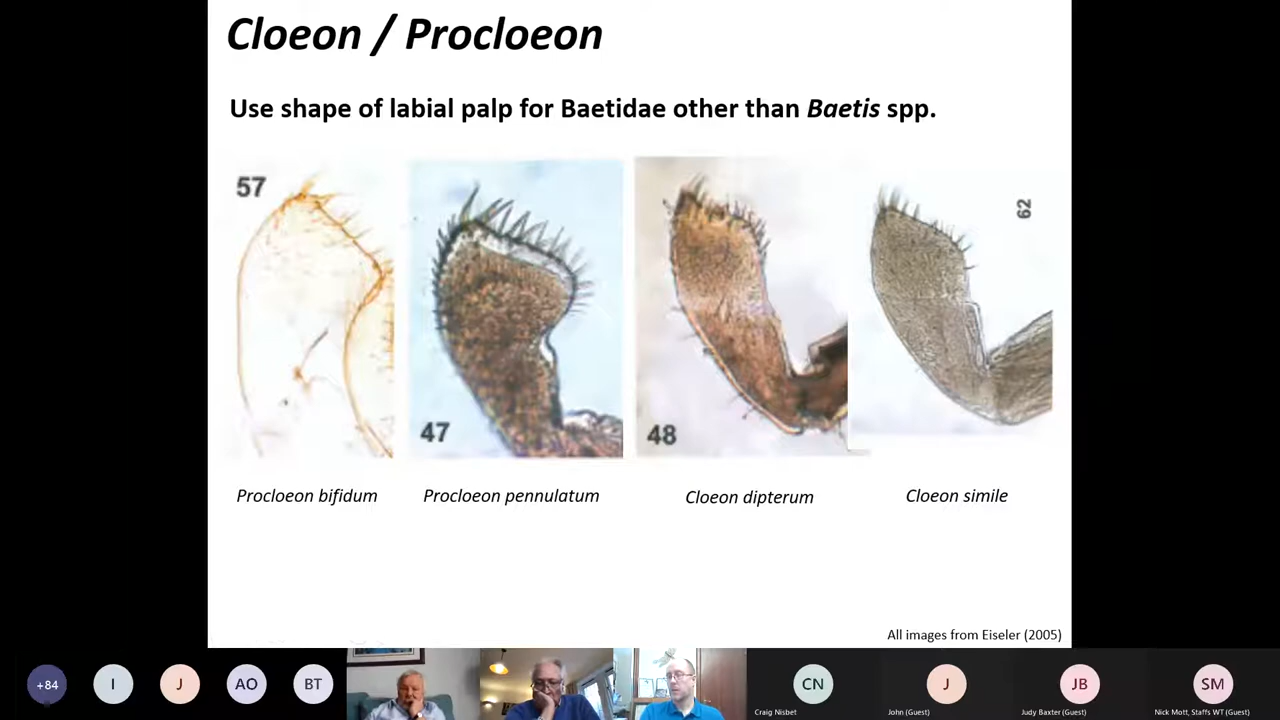 Cloeon / Procloeon
Use shape of labial palp for Baetidae other than Baetis spp.
57
47
48
62
Procloeon bifidum
Procloeon pennulatum
Cloeon dipterum
Cloeon simile
All images from Eiseler (2005)
+84
I
J
AO
BT
CN
J
JB
SM
Craig Nisbet
John (Guest)
Judy Baxter (Guest)
Nick Mott, Staffs WT (Guest)